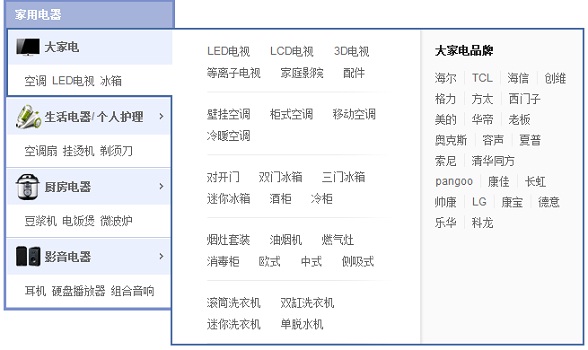 家用电器
大家电
空调 LED电视 冰箱
生活电器/个人护理 >
空调扇 挂烫机 剃须刀
厨房电器 >
豆浆机 电饭煲 微波炉
影音电器 >
耳机 硬盘播放器 组合音响
LED电视 LCD电视 3D电视
等离子电视 家庭影院 配件
壁挂空调 柜式空调 移动空调
冷暖空调
对开门 双门冰箱 三门冰箱
迷你冰箱 酒柜 冷柜
烟灶套装 油烟机 燃气灶
消毒柜 欧式 中式 侧吸式
滚筒洗衣机 双缸洗衣机
迷你洗衣机 单脱水机
大家电品牌
海尔 TCL 海信 创维
格力 方太 西门子
美的 华帝 老板
奥克斯 容声 夏普
索尼 清华同方
pangoo 康佳 长虹
帅康 LG 康宝 德意
乐华 科龙